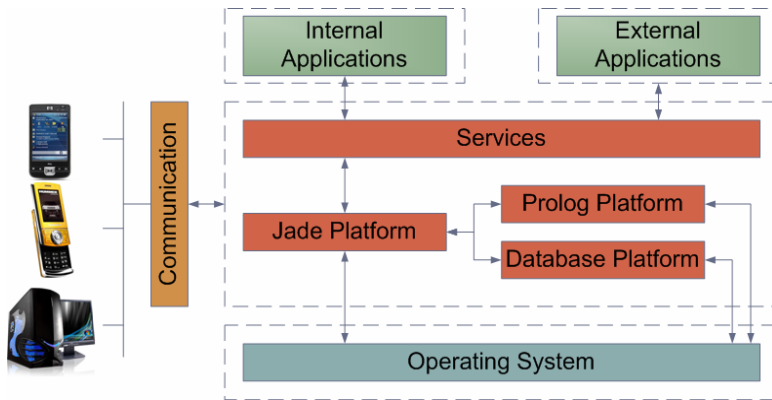 Internal
Applications
External
Applications
Services
Communication
Jade Platform
Prolog Platform
Database Platform
Operating System